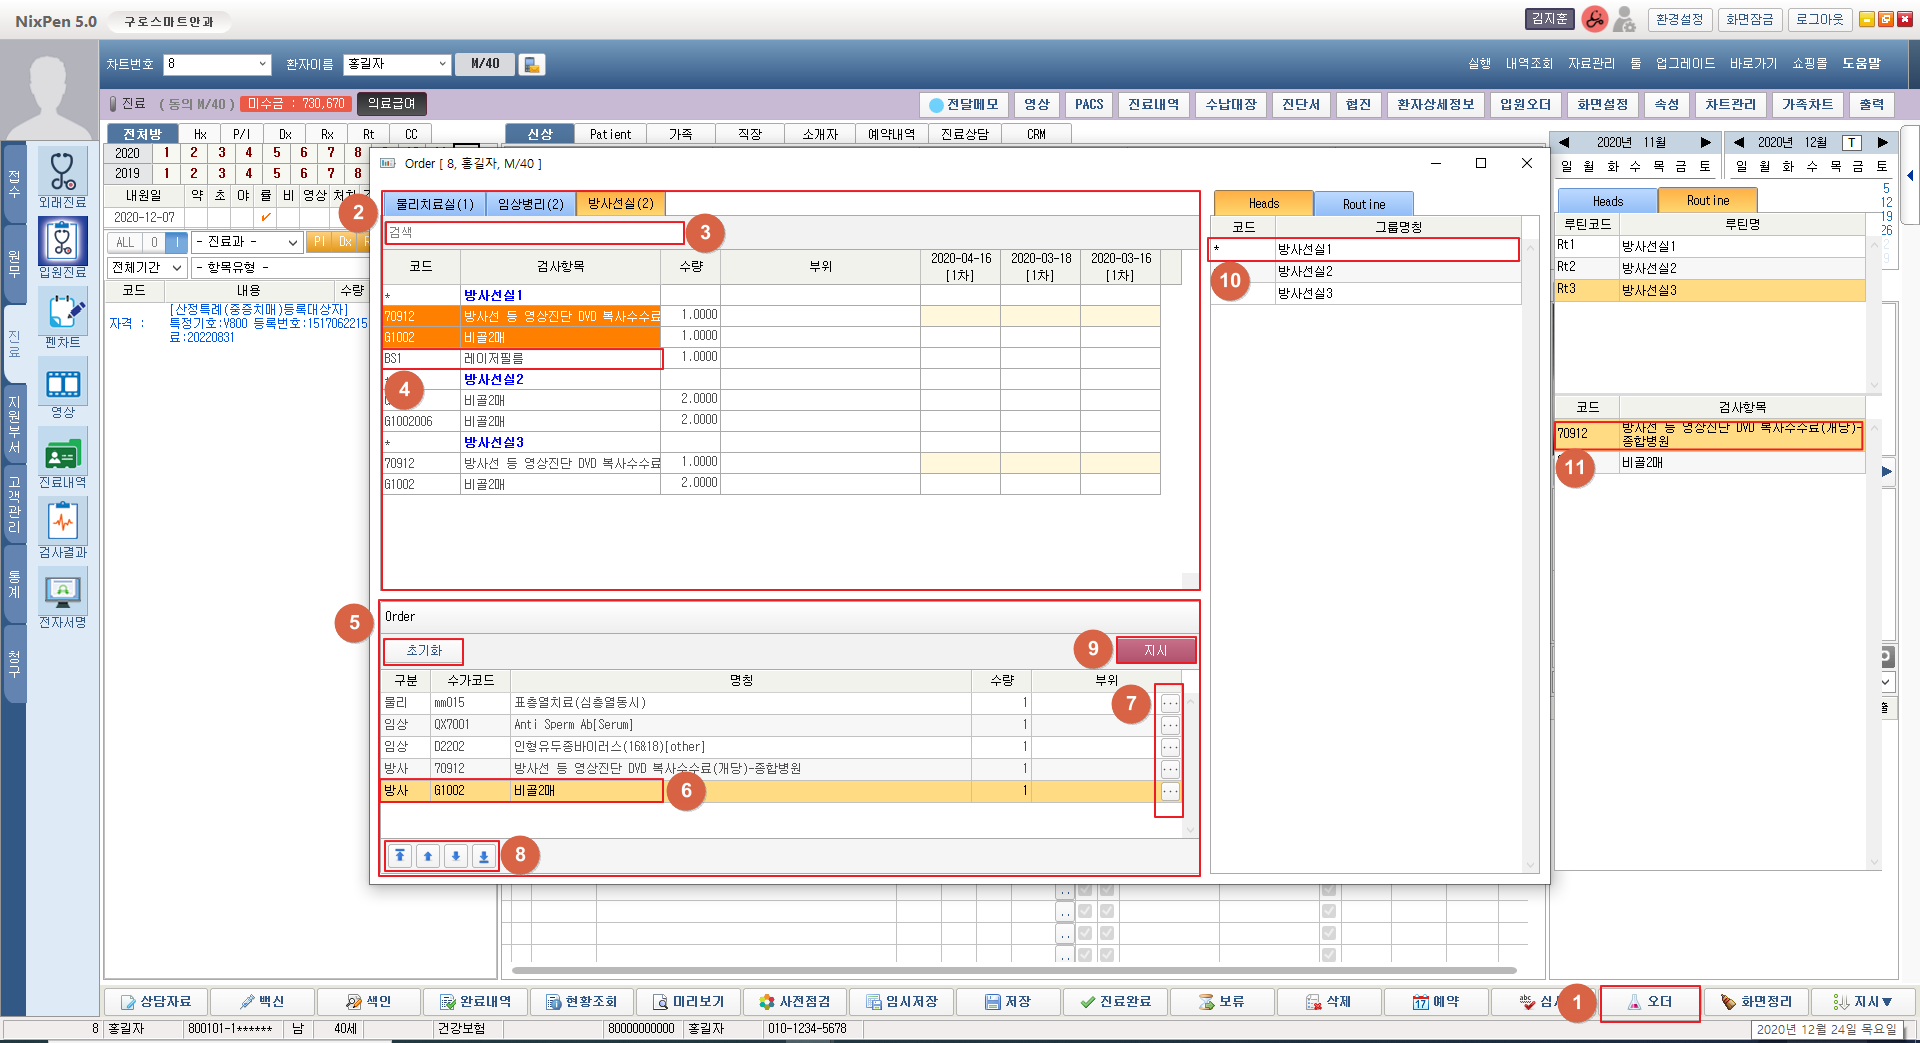 NixPen 5.0 구로스마트안과 김지훈 환경설정 화면잠금 로그아웃
차트번호 8 환자이름 홍길자 M/40 실행 내역조회 자료관리 툴 업그레이드 바로가기 쇼핑몰 도움말
진료 ( 동의 M/40 ) 미수금 : 730,670 의료급여 전달메모 영상 PACS 진료내역 수납대장 진단서 협진 환자상세정보 입원오더 화면설정 속성 차트관리 가족차트 출력
전처방 Hx P/I Dx Rx Rt CC 신상 Patient 가족 직장 소개자 예약내역 진료상담 CRM
2020 1 2 3 4 5 6 7 8
2019 1 2 3 4 5 6 7 8
내원일 약 초 야 률 비 영상 처치
2020-12-07
ALL O I - 진료과 - PI Dx
전체기간 - 항목유형 -
코드 내용 수량
자격 : [산정특례(중증치매)등록대상자]
특정기호:V800 등록번호:1517062215
료:20220831
접수
원무
진료
지원부서
고객관리
통계
청구
외래진료
입원진료
펜차트
영상
진료내역
검사결과
전자서명
Order [ 8, 홍길자, M/40 ]
2 물리치료실(1) 임상병리(2) 방사선실(2)
검색 3
코드 검사항목 수량 부위 2020-04-16 [1차] 2020-03-18 [1차] 2020-03-16 [1차]
* 방사선실1
70912 방사선 등 영상진단 DVD 복사수수료 1.0000
G1002 비골2매 1.0000
BS1 레이저필름 1.0000
4 방사선실2
비골2매 2.0000
G1002006 비골2매 2.0000
* 방사선실3
70912 방사선 등 영상진단 DVD 복사수수료 1.0000
G1002 비골2매 2.0000
5 Order
초기화 9 지시
구분 수가코드 명칭 수량 부위
물리 mm015 표층열치료(심층열동시) 1 7 ...
임상 QX7001 Anti Sperm Ab[Serum] 1 ...
임상 D2202 인형유두종바이러스(16&18)[other] 1 ...
방사 70912 방사선 등 영상진단 DVD 복사수수료(개당)-종합병원 1 ...
방사 G1002 비골2매 6 1 ...
8
Heads Routine
코드 그룹명칭
* 방사선실1
10 방사선실2
방사선실3
2020년 11월 2020년 12월 T
일 월 화 수 목 금 토 일 월 화 수 목 금 토
5
12
19
26
Heads Routine
루틴코드 루틴명
Rt1 방사선실1
Rt2 방사선실2
Rt3 방사선실3
코드 검사항목
70912 방사선 등 영상진단 DVD 복사수수료(개당)-
종합병원
11 비골2매
상담자료 백신 색인 완료내역 현황조회 미리보기 사전점검 임시저장 저장 진료완료 보류 삭제 예약 심사 1 오더 화면정리 지시▼
8 홍길자 800101-1****** 남 40세 건강보험 80000000000 홍길자 010-1234-5678
2020년 12월 24일 목요일